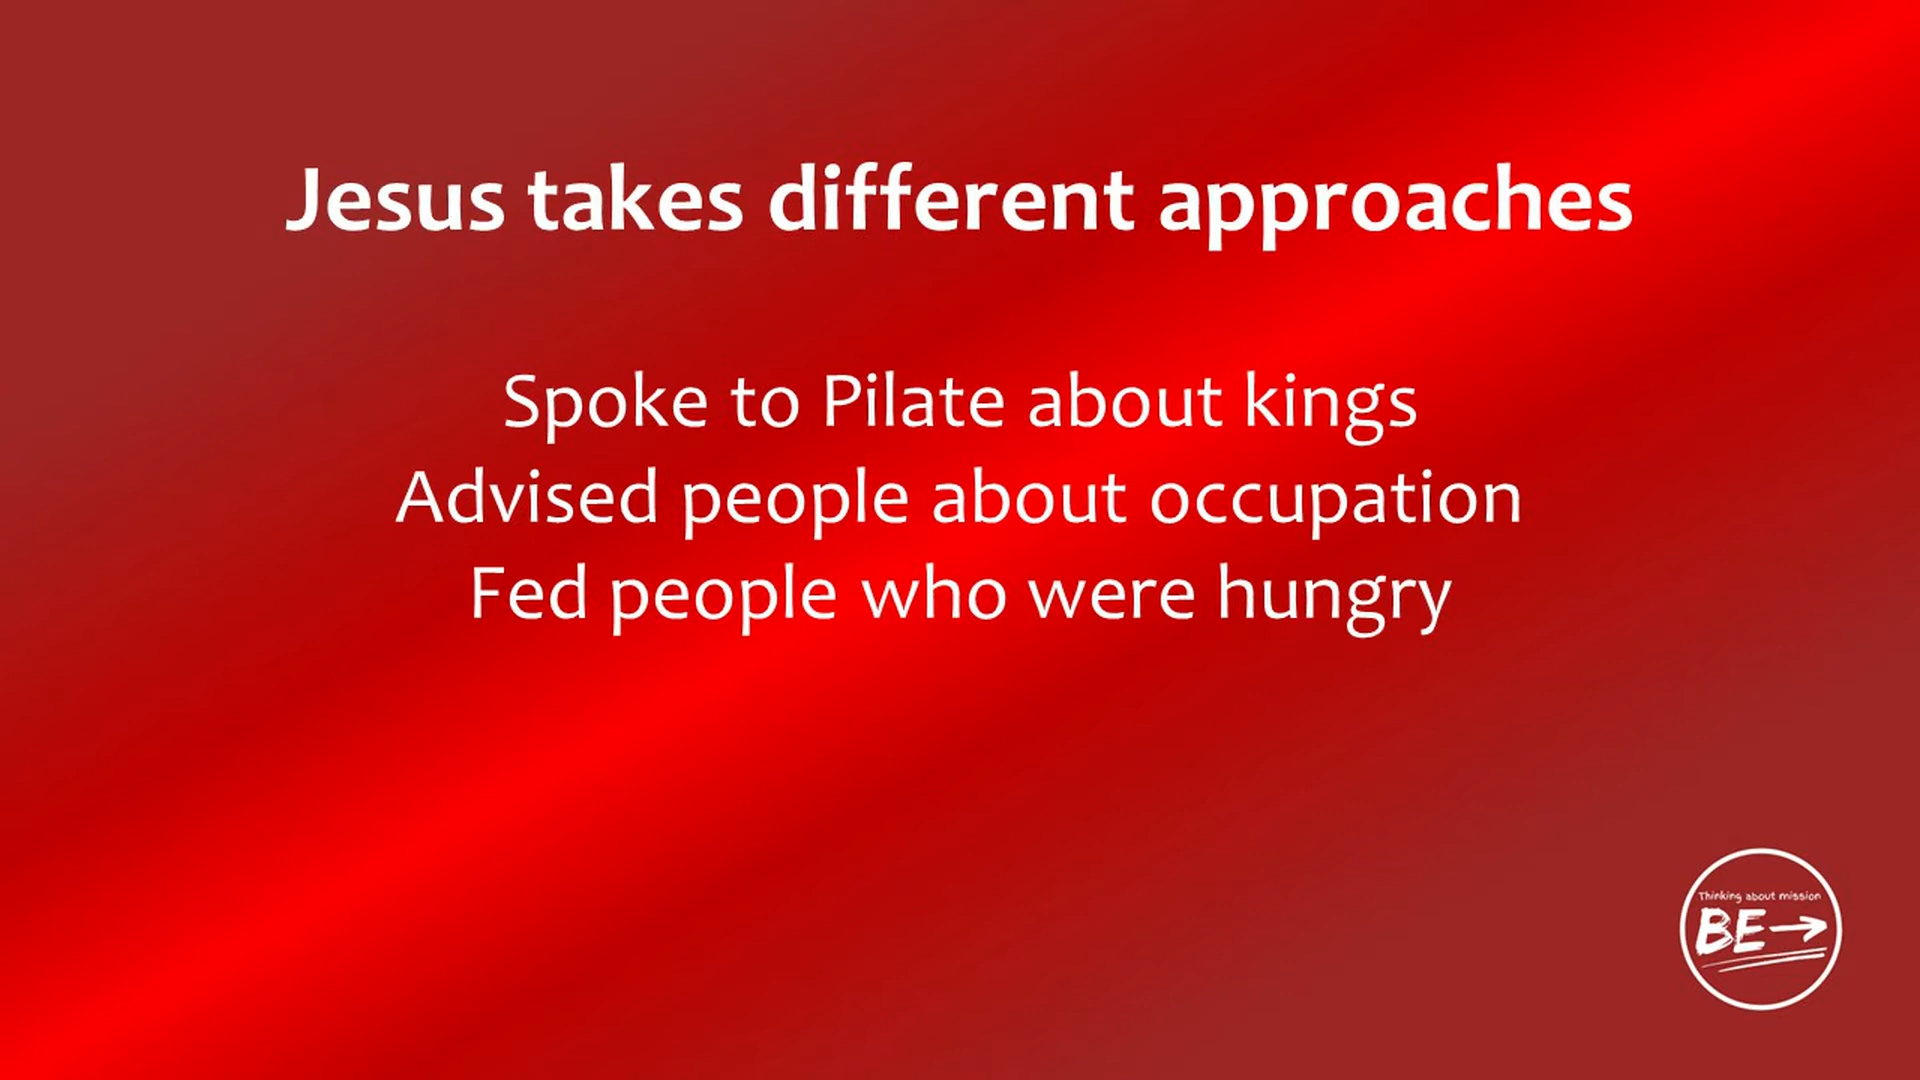 Jesus takes different approaches
Spoke to Pilate about kings
Advised people about occupation
Fed people who were hungry
Thinking about mission
BE